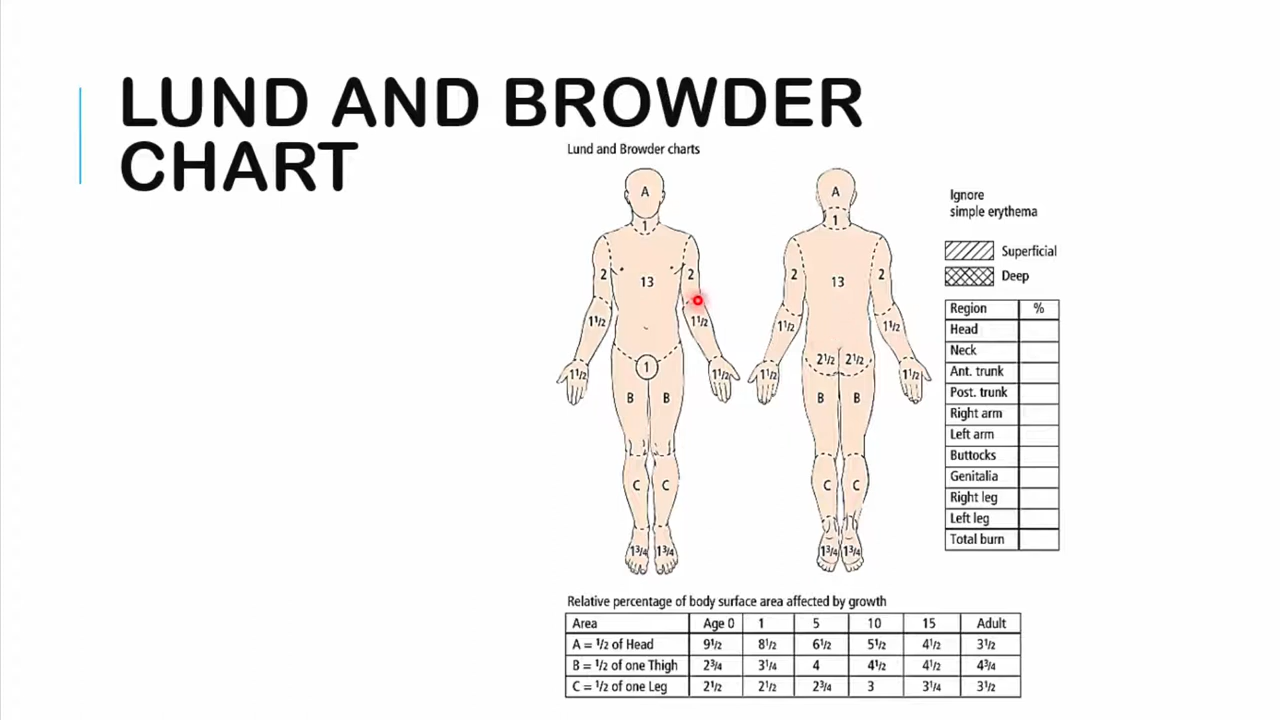 LUND AND BROWDER
CHART
Lund and Browder charts
A
1
2 13 2
1½ 1½
1½ 1 1½
B B
C C
1¾ 1¾
A
1
2 13 2
1½ 1½
2½ 2½
1½ 1½
B B
C C
1¾ 1¾
Ignore
simple erythema
Superficial
Deep
Region %
Head
Neck
Ant. trunk
Post. trunk
Right arm
Left arm
Buttocks
Genitalia
Right leg
Left leg
Total burn
Relative percentage of body surface area affected by growth
Area Age 0 1 5 10 15 Adult
A = ½ of Head 9½ 8½ 6½ 5½ 4½ 3½
B = ½ of one Thigh 2¾ 3¼ 4 4½ 4½ 4¾
C = ½ of one Leg 2½ 2½ 2¾ 3 3¼ 3½